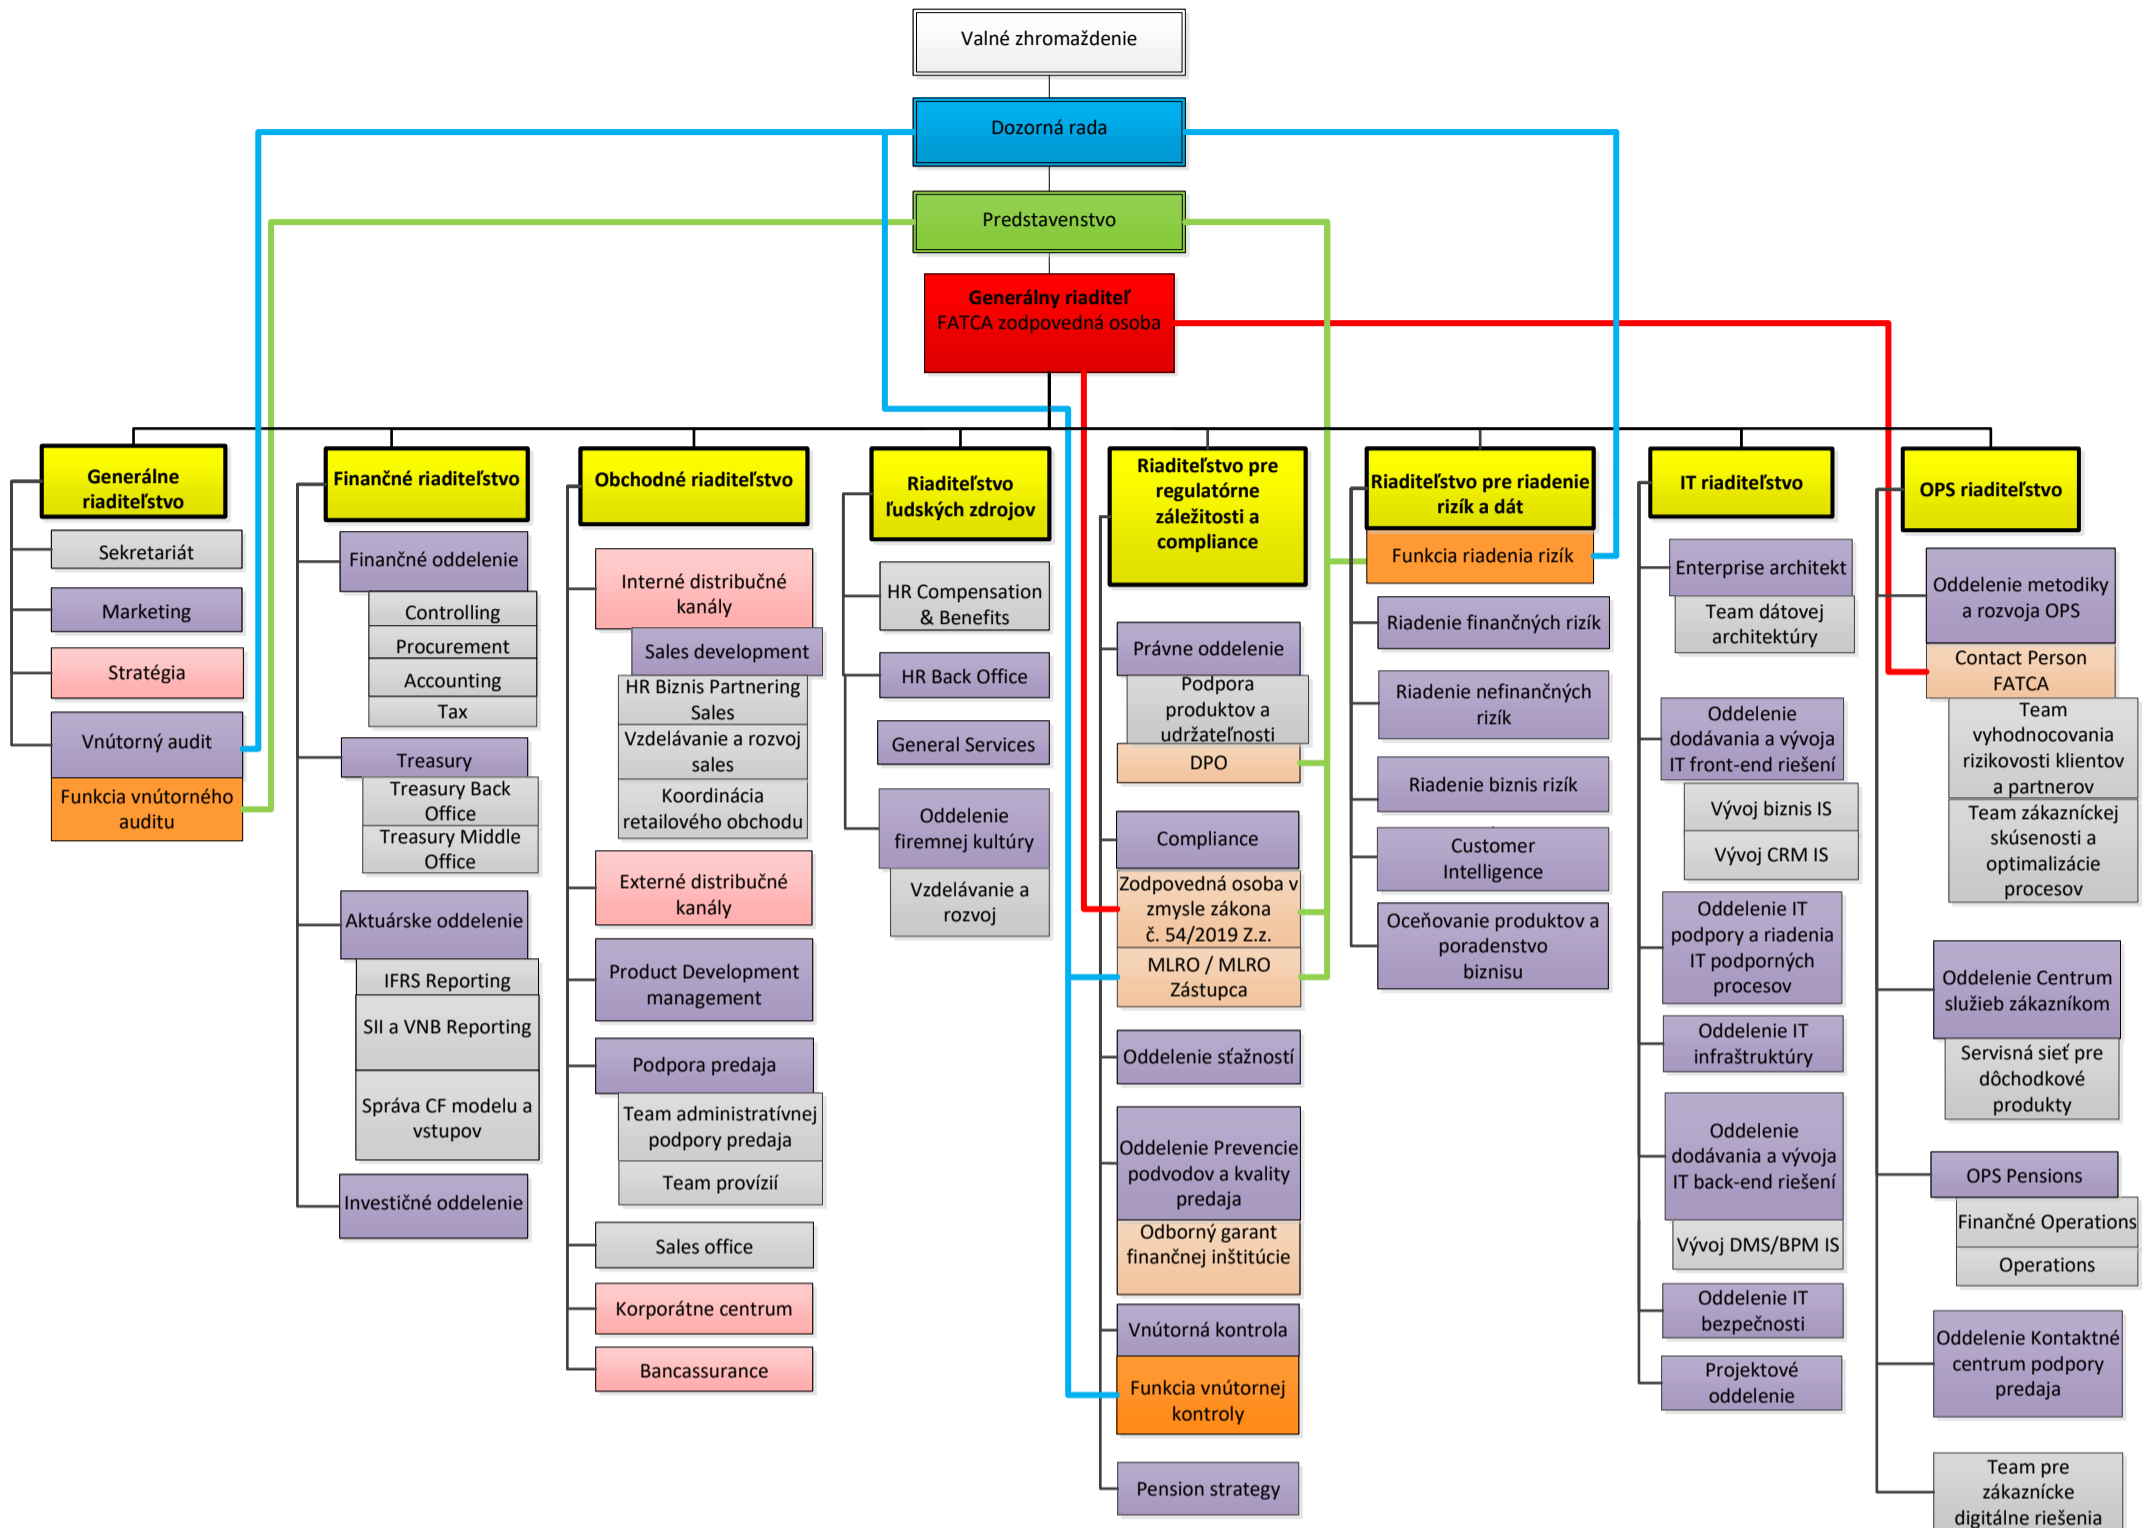 Valné zhromaždenie
Dozorná rada
Predstavenstvo
Generálny riaditeľ
FATCA zodpovedná osoba
Generálne
riaditeľstvo
Sekretariát
Marketing
Stratégia
Vnútorný audit
Funkcia vnútorného
auditu
Finančné riaditeľstvo
Finančné oddelenie
Controlling
Procurement
Accounting
Tax
Treasury
Treasury Back
Office
Treasury Middle
Office
Aktuárske oddelenie
IFRS Reporting
SII a VNB Reporting
Správa CF modelu a
vstupov
Investičné oddelenie
Obchodné riaditeľstvo
Interné distribučné
kanály
Sales development
HR Biznis Partnering
Sales
Vzdelávanie a rozvoj
sales
Koordinácia
retailového obchodu
Externé distribučné
kanály
Product Development
management
Podpora predaja
Team administratívnej
podpory predaja
Team provízií
Sales office
Korporátne centrum
Bancassurance
Riaditeľstvo
ľudských zdrojov
HR Compensation
& Benefits
HR Back Office
General Services
Oddelenie
firemnej kultúry
Vzdelávanie a
rozvoj
Riaditeľstvo pre
regulatórne
záležitosti a
compliance
Právne oddelenie
Podpora
produktov a
udržateľnosti
DPO
Compliance
Zodpovedná osoba v
zmysle zákona
č. 54/2019 Z.z.
MLRO / MLRO
Zástupca
Oddelenie sťažností
Oddelenie Prevencie
podvodov a kvality
predaja
Odborný garant
finančnej inštitúcie
Vnútorná kontrola
Funkcia vnútornej
kontroly
Pension strategy
Riaditeľstvo pre riadenie
rizík a dát
Funkcia riadenia rizík
Riadenie finančných rizík
Riadenie nefinančných
rizík
Riadenie biznis rizík
Customer
Intelligence
Oceňovanie produktov a
poradenstvo
biznisu
IT riaditeľstvo
Enterprise architekt
Team dátovej
architektúry
Oddelenie
dodávania a vývoja
IT front-end riešení
Vývoj biznis IS
Vývoj CRM IS
Oddelenie IT
podpory a riadenia
IT podporných
procesov
Oddelenie IT
infraštruktúry
Oddelenie
dodávania a vývoja
IT back-end riešení
Vývoj DMS/BPM IS
Oddelenie IT
bezpečnosti
Projektové
oddelenie
OPS riaditeľstvo
Oddelenie metodiky
a rozvoja OPS
Contact Person
FATCA
Team
vyhodnocovania
rizikovosti klientov
a partnerov
Team zákazníckej
skúsenosti a
optimalizácie
procesov
Oddelenie Centrum
služieb zákazníkom
Servisná sieť pre
dôchodkové
produkty
OPS Pensions
Finančné Operations
Operations
Oddelenie Kontaktné
centrum podpory
predaja
Team pre
zákaznícke
digitálne riešenia